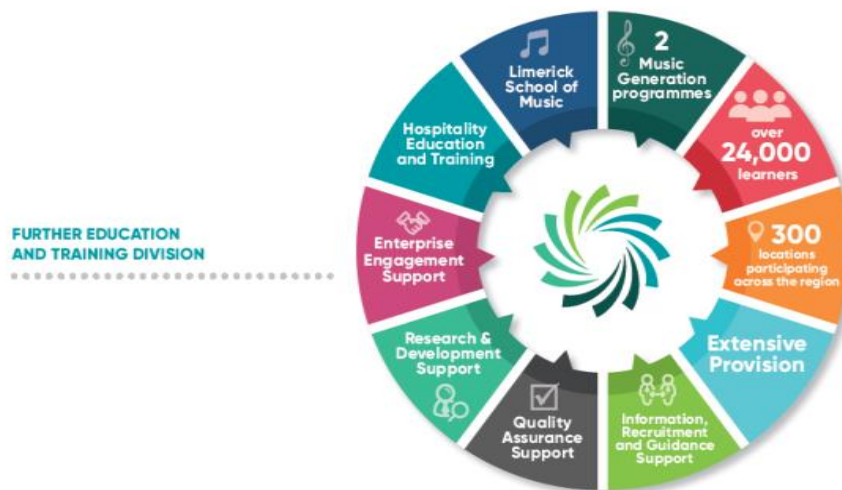 FURTHER EDUCATION
AND TRAINING DIVISION
Limerick
School of
Music
2
Music
Generation
programmes
over
24,000
learners
300
locations
participating
across the region
Extensive
Provision
Information,
Recruitment
and Guidance
Support
Quality
Assurance
Support
Research &
Development
Support
Enterprise
Engagement
Support
Hospitality
Education
and Training